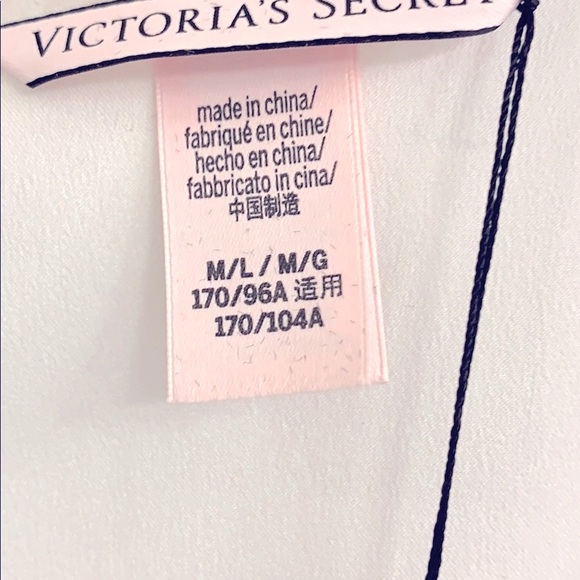 VICTORIA'S SECRET
made in china/
fabriqué en chine/
hecho en china/
fabbricato in cina/
中国制造
M/L / M/G
170/96A 适用
170/104A